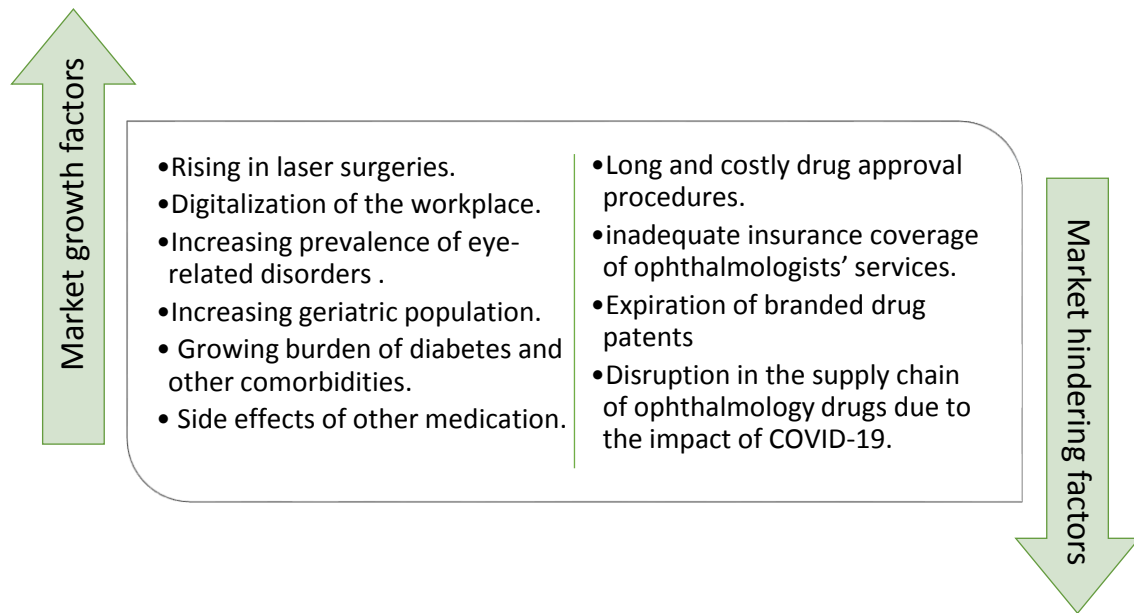 Market growth factors
•Rising in laser surgeries.
•Digitalization of the workplace.
•Increasing prevalence of eye-
related disorders .
•Increasing geriatric population.
• Growing burden of diabetes and
other comorbidities.
• Side effects of other medication.
•Long and costly drug approval
procedures.
•inadequate insurance coverage
of ophthalmologists’ services.
•Expiration of branded drug
patents
•Disruption in the supply chain
of ophthalmology drugs due to
the impact of COVID-19.
Market hindering factors